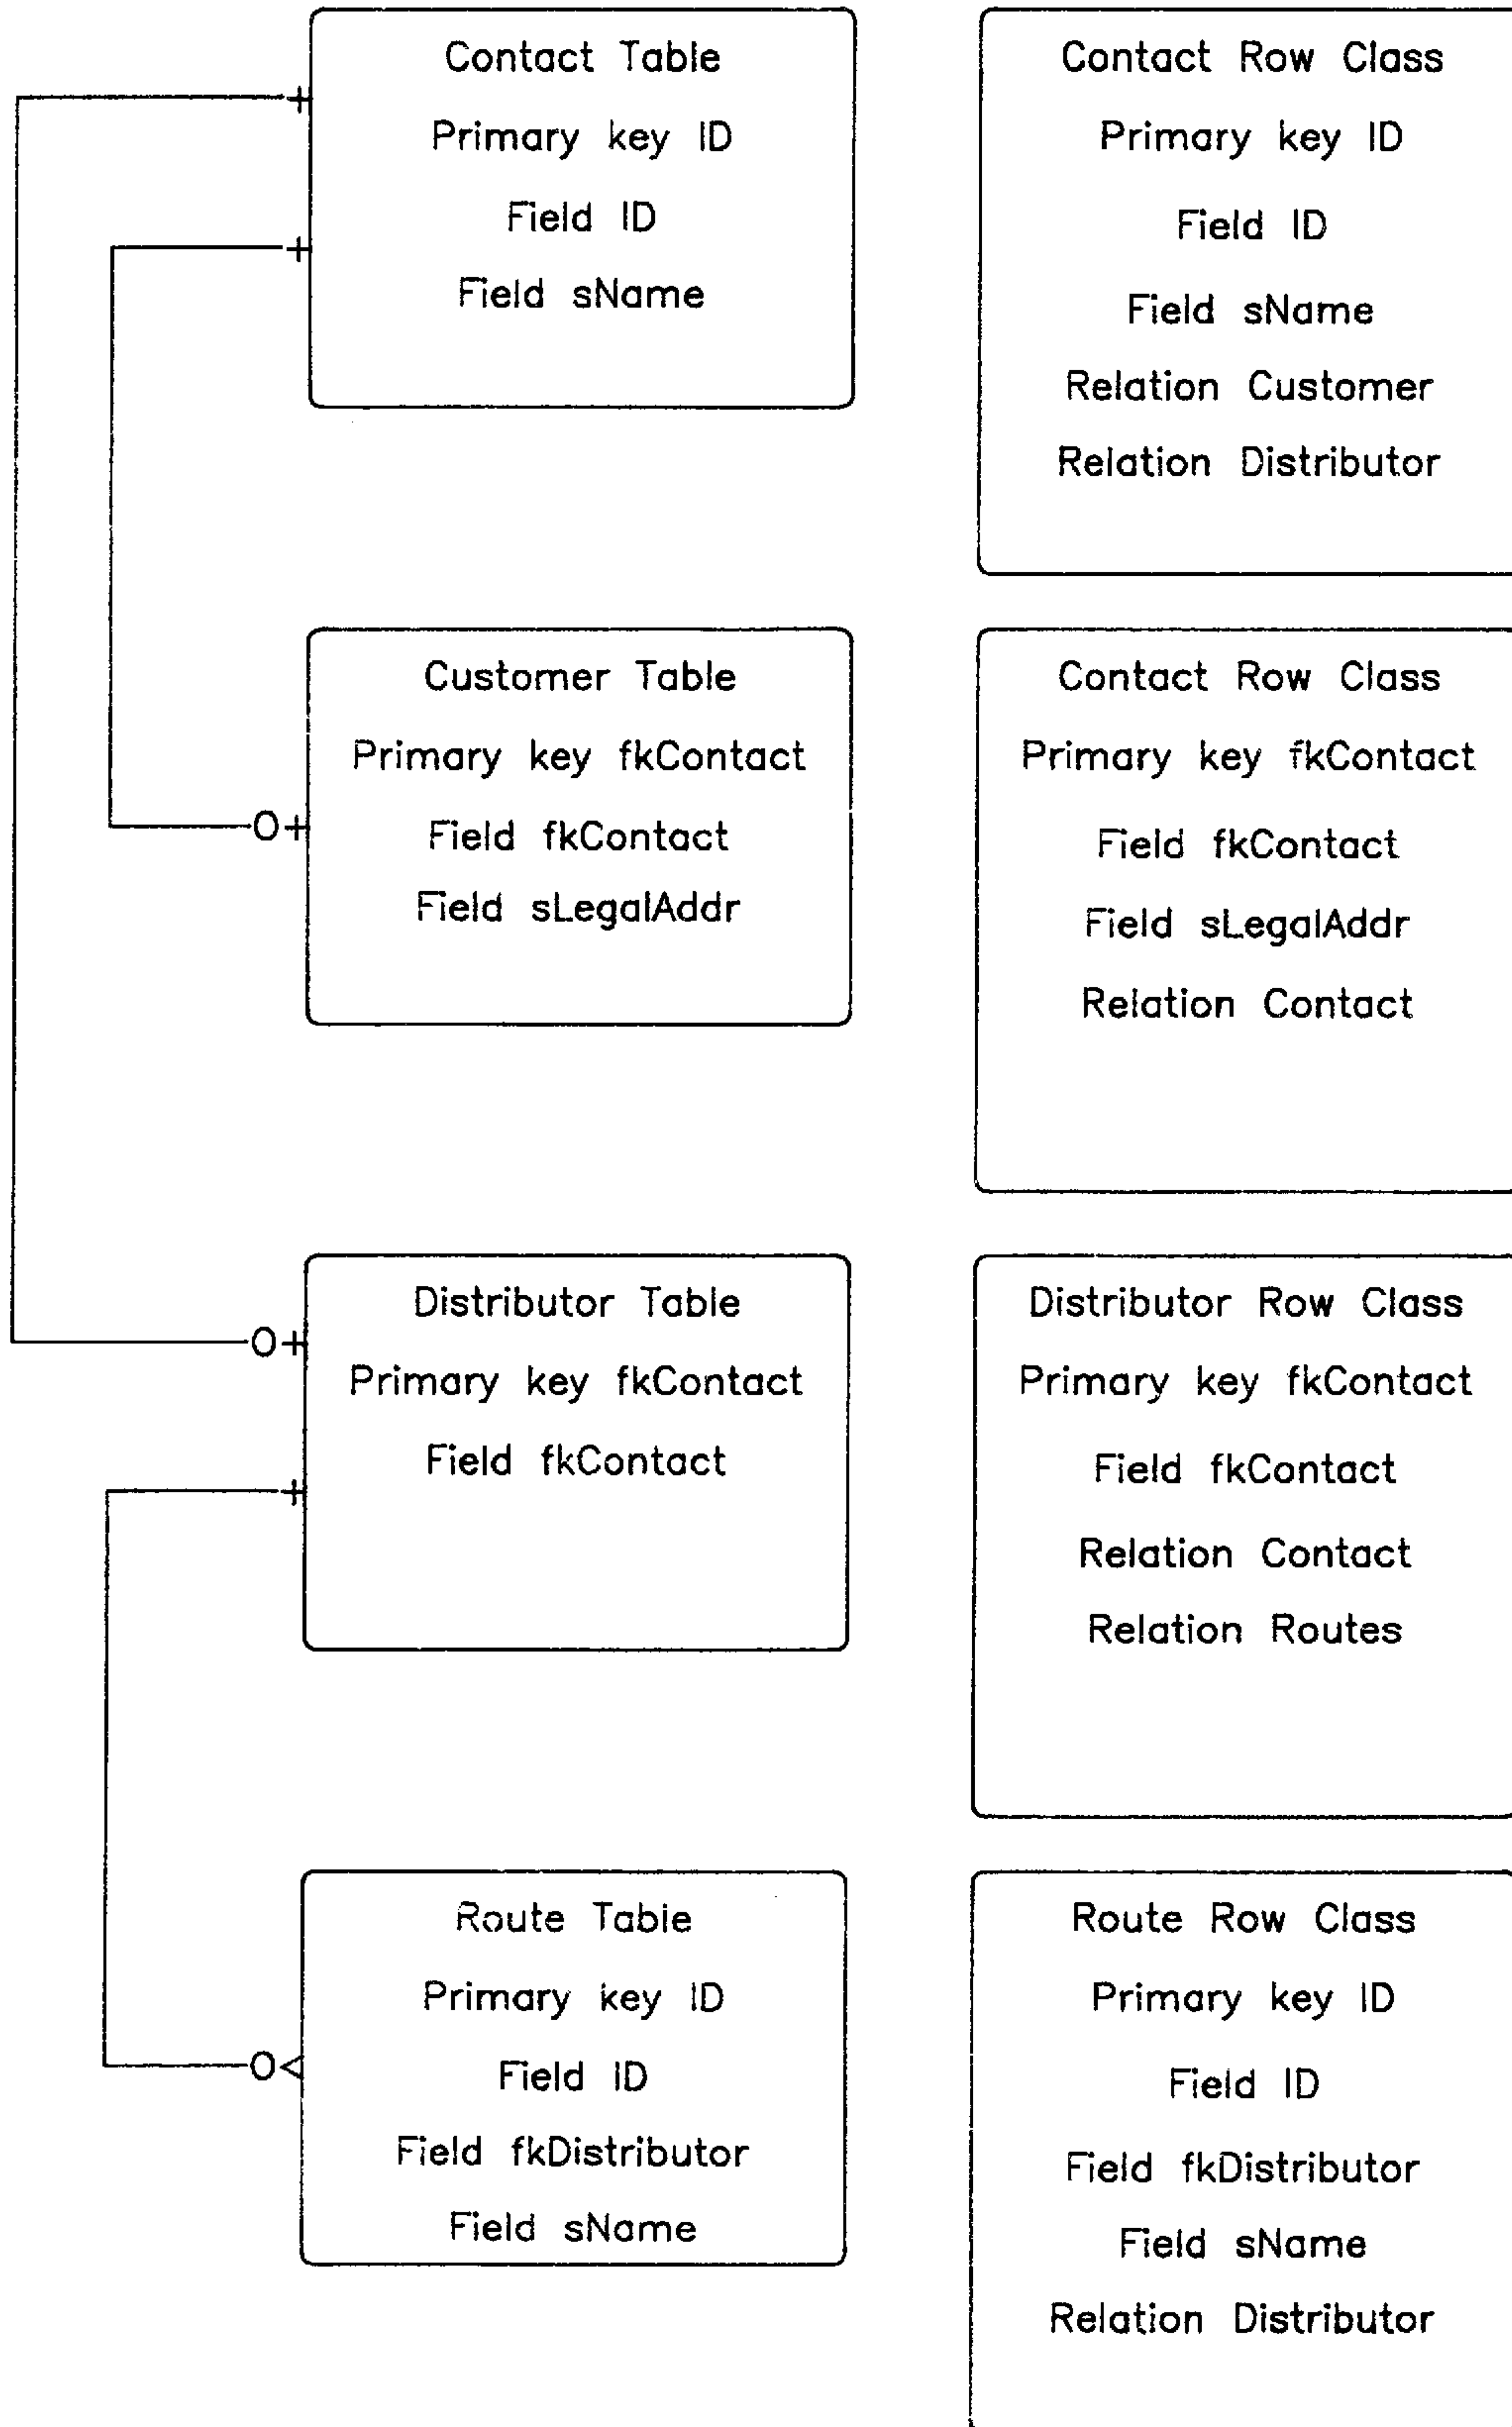 Contact Table
Primary key ID
Field ID
Field sName
Contact Row Class
Primary key ID
Field ID
Field sName
Relation Customer
Relation Distributor
Customer Table
Primary key fkContact
Field fkContact
Field sLegalAddr
Contact Row Class
Primary key fkContact
Field fkContact
Field sLegalAddr
Relation Contact
Distributor Table
Primary key fkContact
Field fkContact
Distributor Row Class
Primary key fkContact
Field fkContact
Relation Contact
Relation Routes
Route Table
Primary key ID
Field ID
Field fkDistributor
Field sName
Route Row Class
Primary key ID
Field ID
Field fkDistributor
Field sName
Relation Distributor